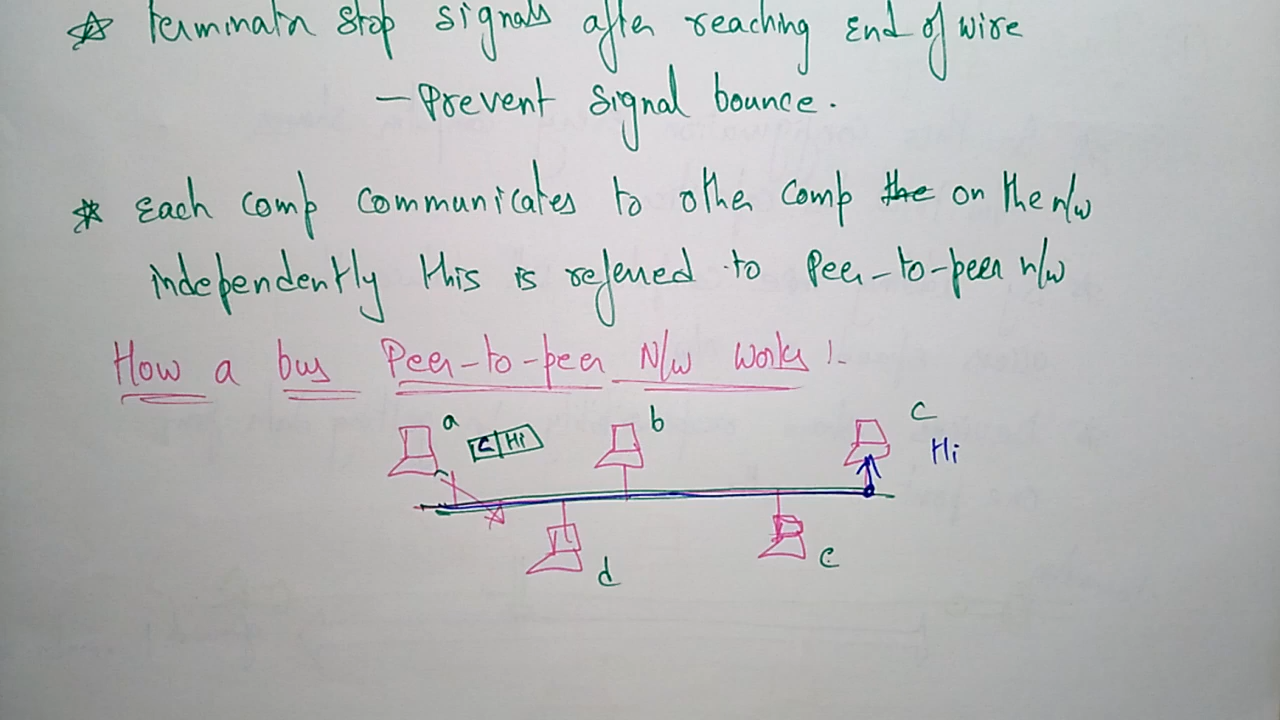 ☆ Terminatr stop signals after reaching End of wire
- Prevent signal bounce.
* Each comp communicates to other comp the on the n/w
independently this is referred to Peer-to-peer n/w
How a bus Peer-to-peer N/w works :-
a C Hi b C
Hi
d e